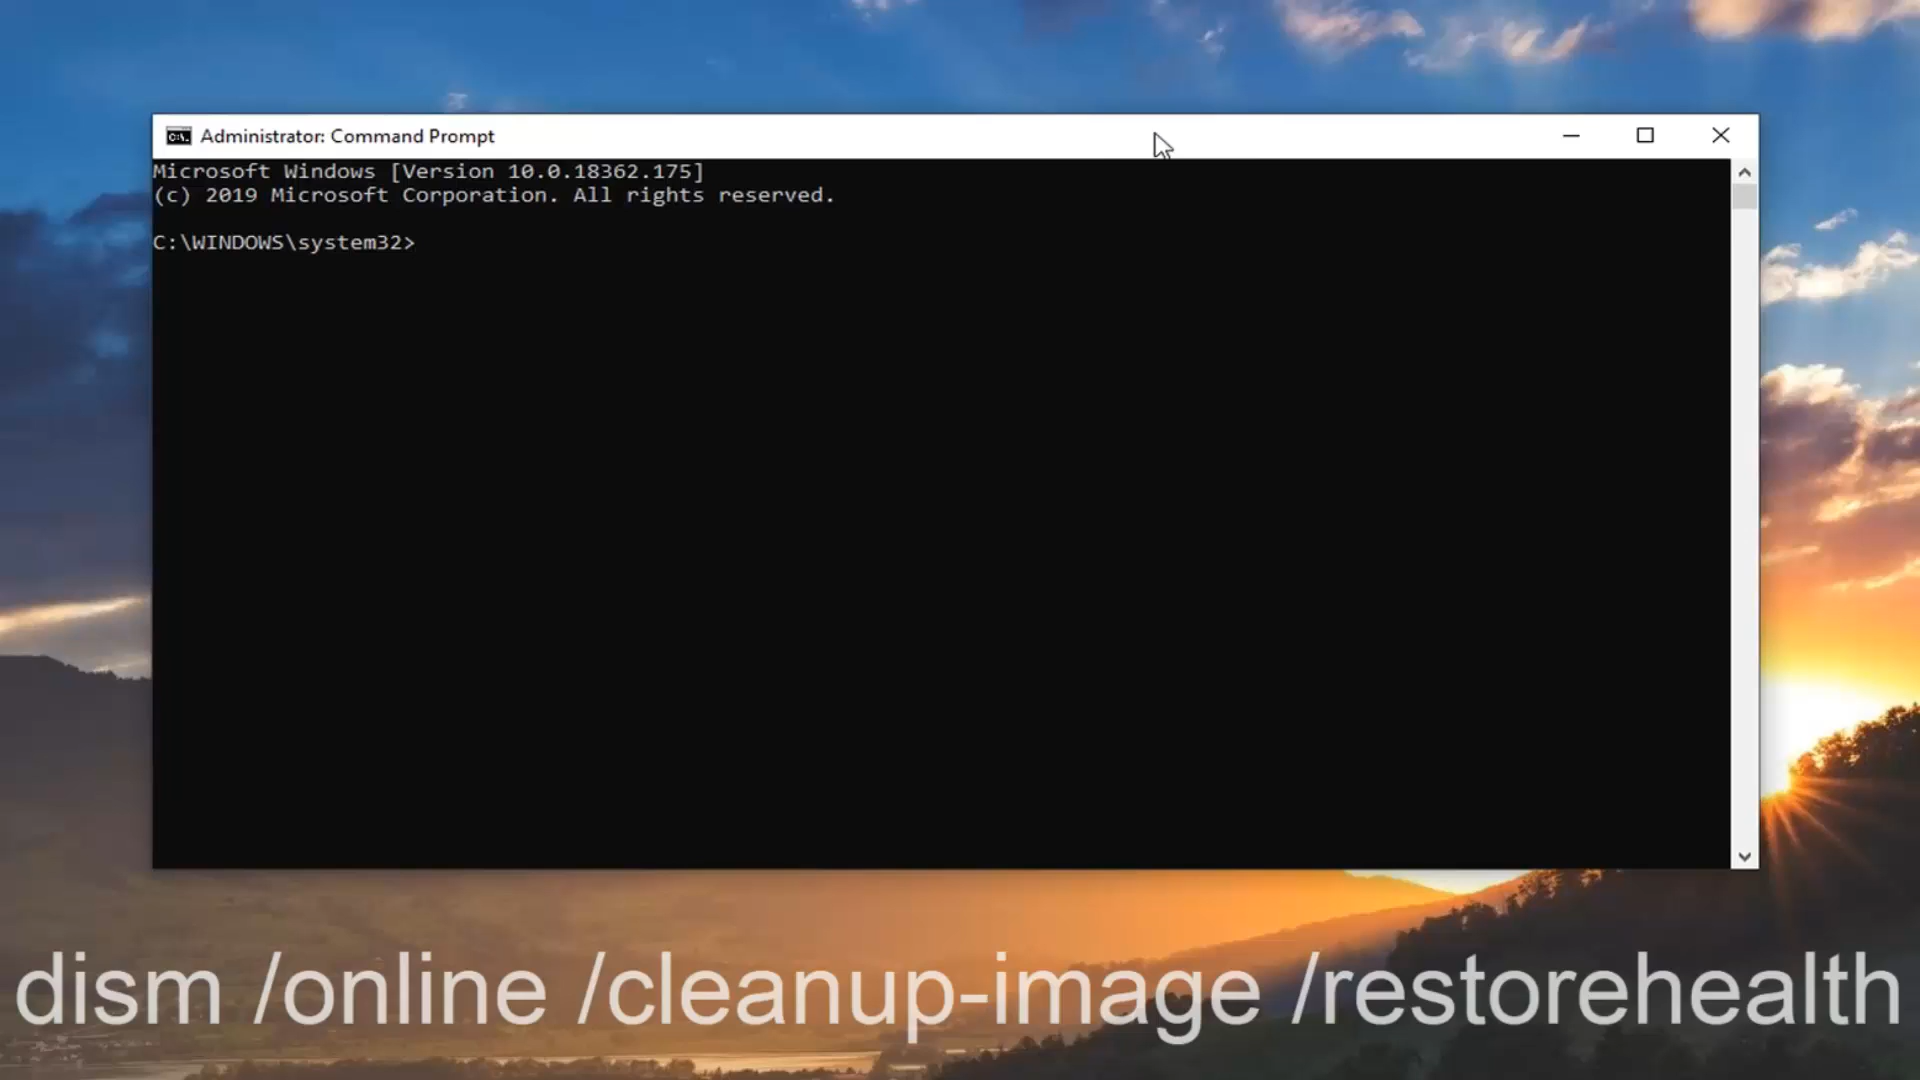 Administrator: Command Prompt
Microsoft Windows [Version 10.0.18362.175]
(c) 2019 Microsoft Corporation. All rights reserved.
C:\WINDOWS\system32>
dism /online /cleanup-image /restorehealth